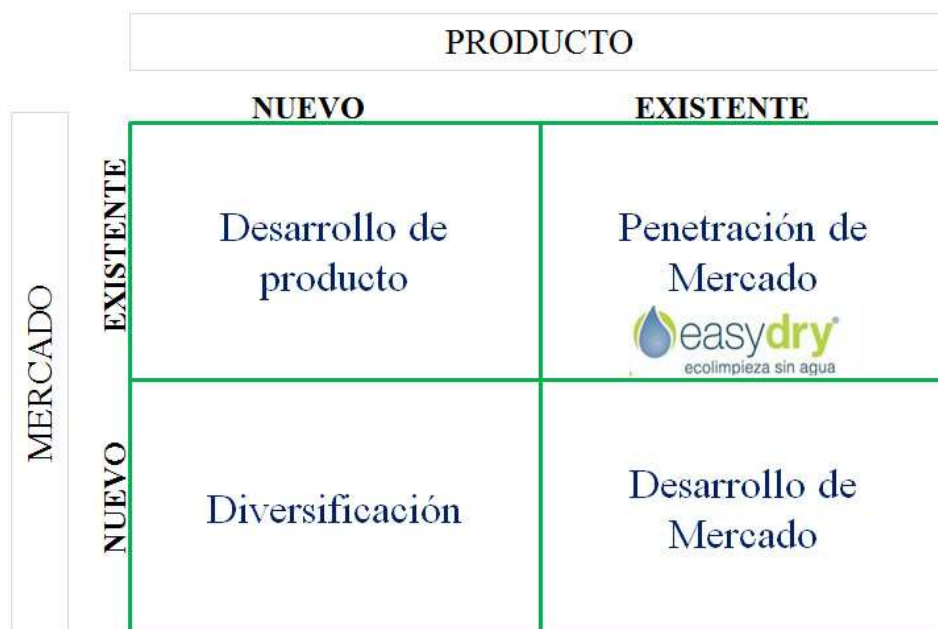 PRODUCTO
NUEVO
EXISTENTE
MERCADO
EXISTENTE
Desarrollo de
producto
Penetración de
Mercado
easydry®
ecolimpieza sin agua
NUEVO
Diversificación
Desarrollo de
Mercado